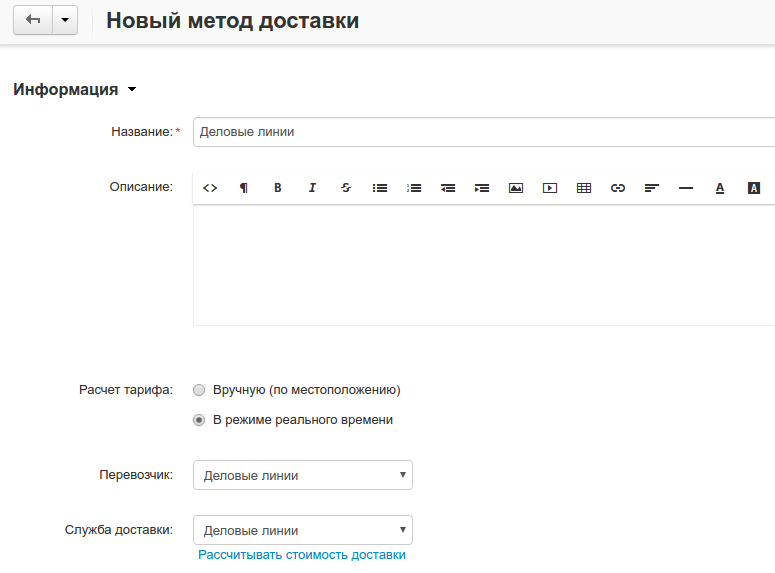 Новый метод доставки
Информация
Название:* Деловые линии
Описание:
Расчет тарифа: Вручную (по местоположению)
В режиме реального времени
Перевозчик: Деловые линии
Служба доставки: Деловые линии
Рассчитывать стоимость доставки